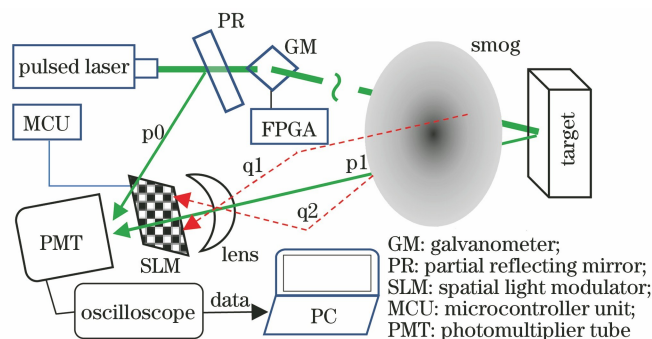 PR
GM
smog
pulsed laser
MCU
FPGA
target
p0
q1
p1
q2
PMT
SLM
lens
oscilloscope
data
PC
GM: galvanometer;
PR: partial reflecting mirror;
SLM: spatial light modulator;
MCU: microcontroller unit;
PMT: photomultiplier tube